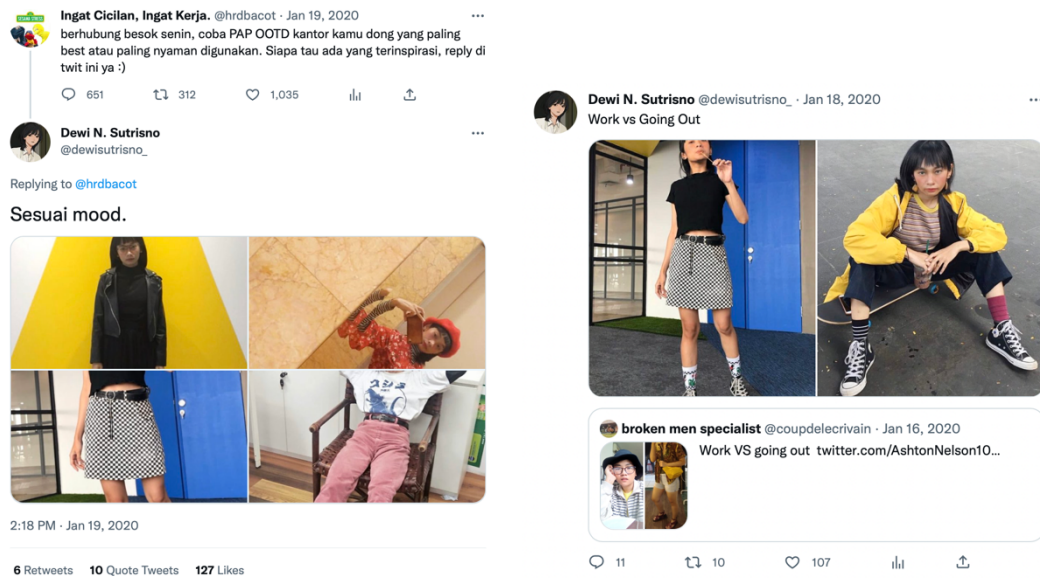 Ingat Cicilan, Ingat Kerja. @hrdbacot · Jan 19, 2020
berhubung besok senin, coba PAP OOTD kantor kamu dong yang paling
best atau paling nyaman digunakan. Siapa tau ada yang terinspirasi, reply di
twit ini ya :)
651 312 1,035
Dewi N. Sutrisno
@dewisutrisno_
Replying to @hrdbacot
Sesuai mood.
2:18 PM · Jan 19, 2020
6 Retweets 10 Quote Tweets 127 Likes
Dewi N. Sutrisno @dewisutrisno_ · Jan 18, 2020
Work vs Going Out
broken men specialist @coupdelecrivain · Jan 16, 2020
Work VS going out twitter.com/AshtonNelson10...
11 10 107